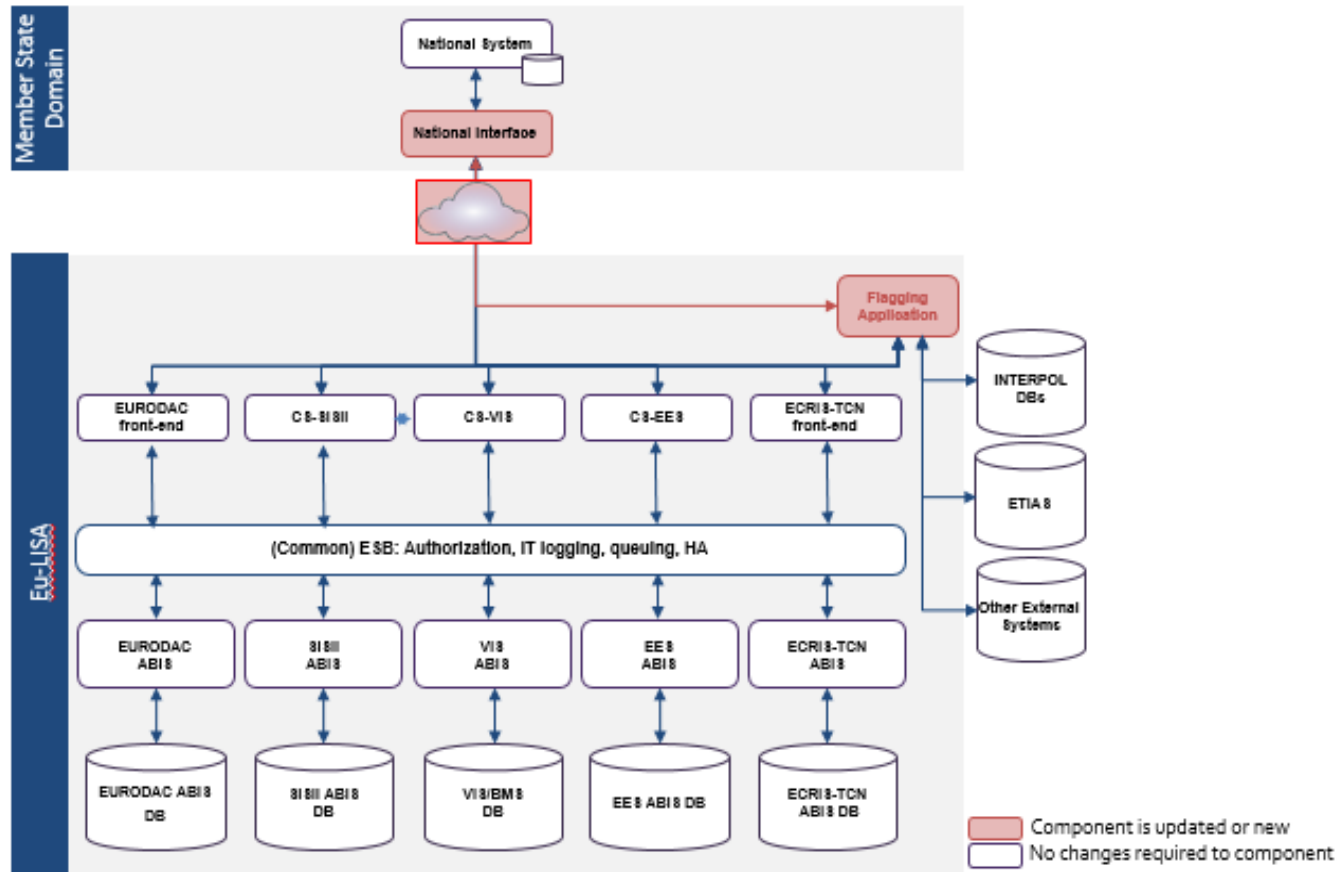 Member State
Domain
National System
National Interface
Eu-LISA
Flagging
Application
INTERPOL
DBs
ETIAS
Other External
Systems
EURODAC
front-end
CS-SISII
CS-VIS
CS-EES
ECRIS-TCN
front-end
(Common) ESB: Authorization, IT logging, queuing, HA
EURODAC
ABIS
SISII
ABIS
VIS
ABIS
EES
ABIS
ECRIS-TCN
ABIS
EURODAC ABIS
DB
SISII ABIS
DB
VIS/BMS
DB
EES ABIS DB
ECRIS-TCN
ABIS DB
Component is updated or new
No changes required to component